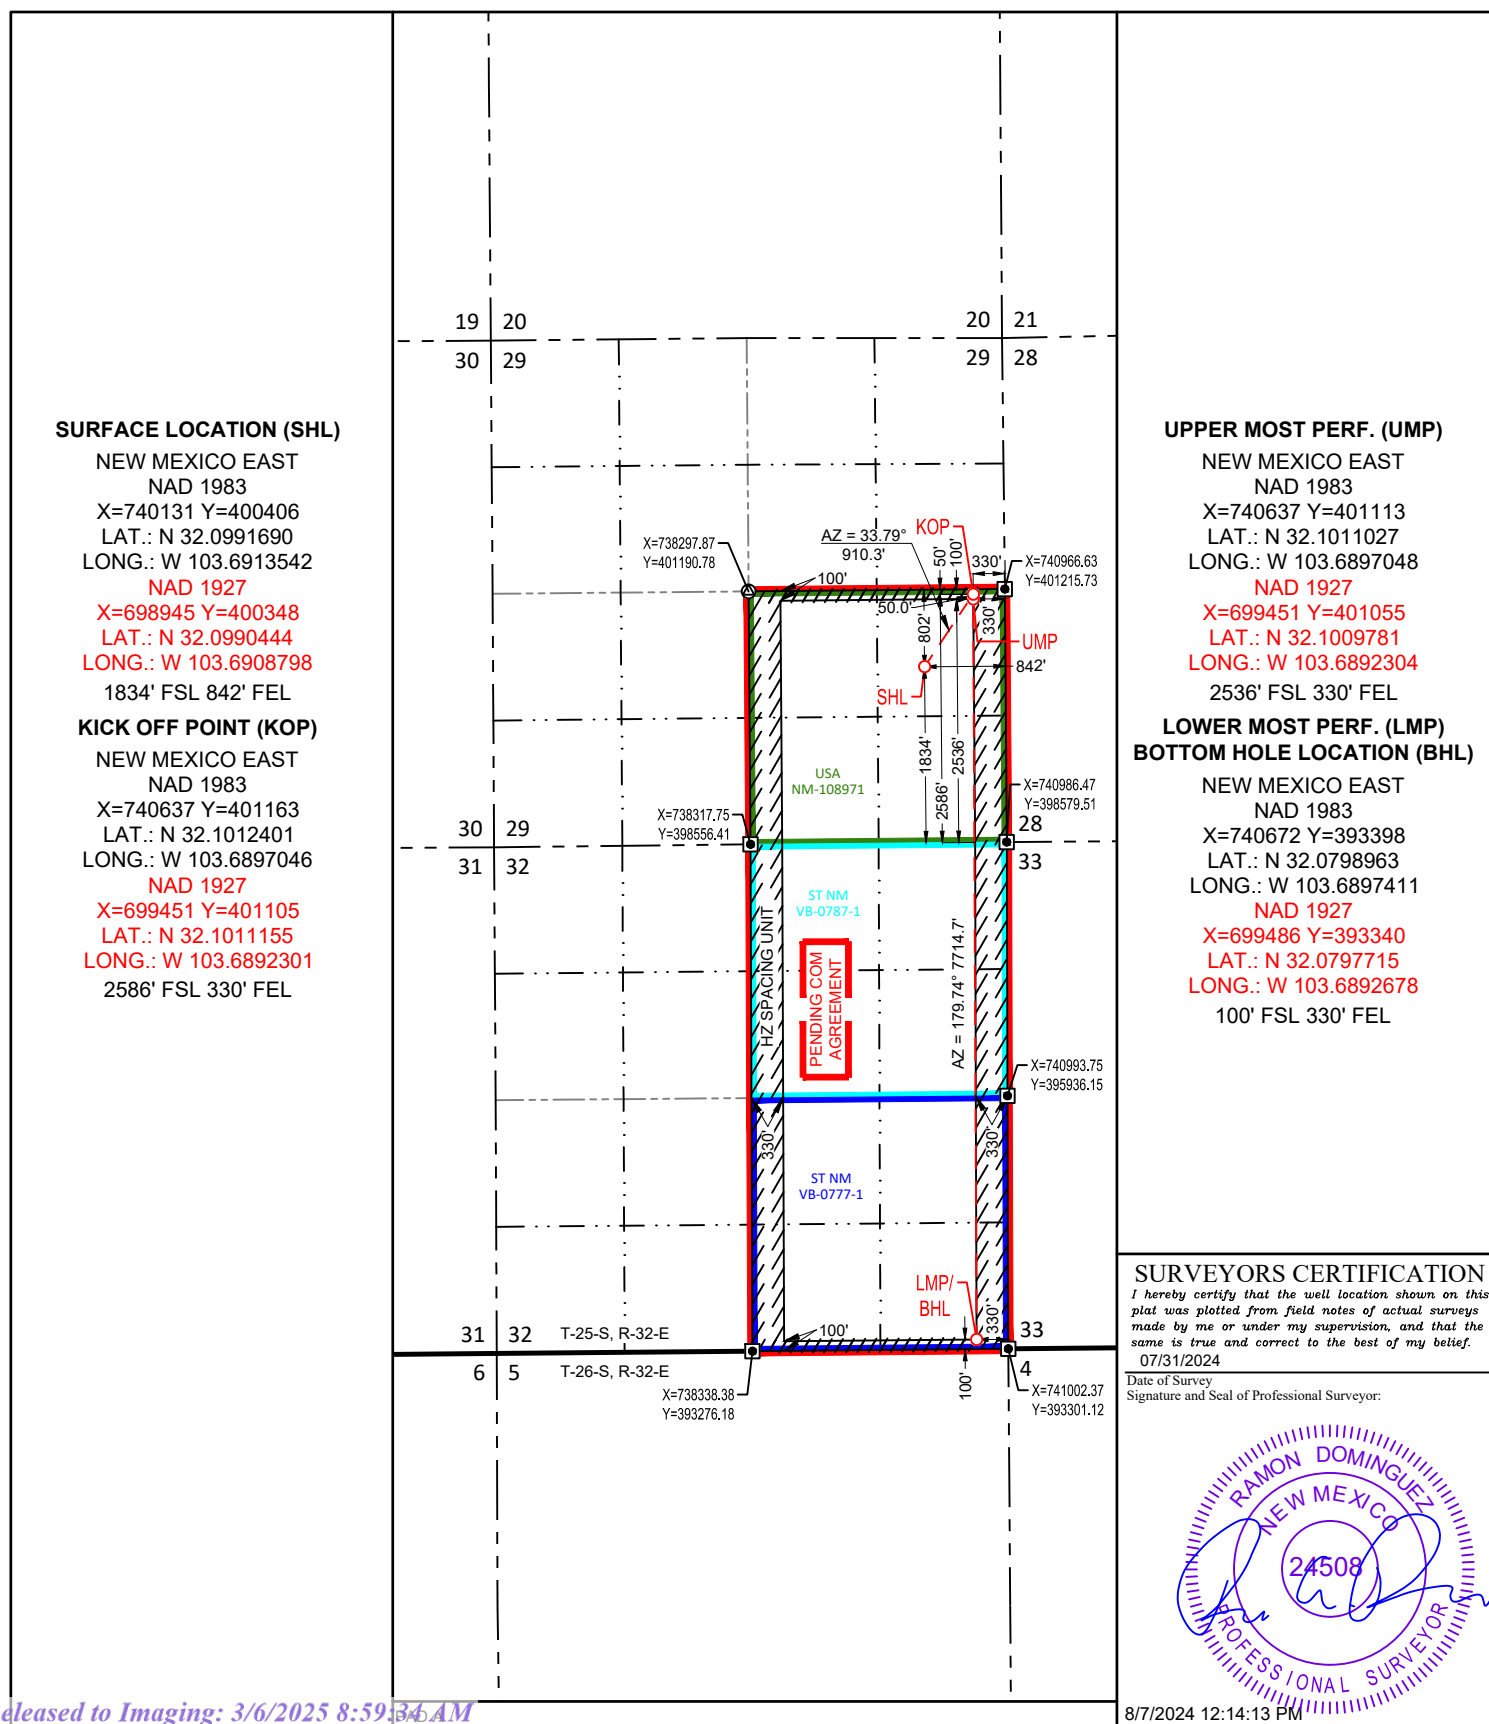 SURFACE LOCATION (SHL)
NEW MEXICO EAST
NAD 1983
X=740131 Y=400406
LAT.: N 32.0991690
LONG.: W 103.6913542
NAD 1927
X=698945 Y=400348
LAT.: N 32.0990444
LONG.: W 103.6908798
1834' FSL 842' FEL
KICK OFF POINT (KOP)
NEW MEXICO EAST
NAD 1983
X=740637 Y=401163
LAT.: N 32.1012401
LONG.: W 103.6897046
NAD 1927
X=699451 Y=401105
LAT.: N 32.1011155
LONG.: W 103.6892301
2586' FSL 330' FEL
19 20
30 29
20 21
29 28
KOP
AZ = 33.79°
910.3'
50'
100'
330'
X=738297.87
Y=401190.78
X=740966.63
Y=401215.73
100'
50.0'
802'
330'
UMP
842'
SHL
1834'
2536'
2586'
USA
NM-108971
X=740986.47
Y=398579.51
X=738317.75
Y=398556.41
30 29
31 32
28
33
ST NM
VB-0787-1
HZ SPACING UNIT
PENDING COM
AGREEMENT
AZ = 179.74° 7714.7'
X=740993.75
Y=395936.15
330'
330'
ST NM
VB-0777-1
LMP/
BHL
330'
100'
31 32
T-25-S, R-32-E
33
6 5
T-26-S, R-32-E
4
100'
X=738338.38
Y=393276.18
X=741002.37
Y=393301.12
UPPER MOST PERF. (UMP)
NEW MEXICO EAST
NAD 1983
X=740637 Y=401113
LAT.: N 32.1011027
LONG.: W 103.6897048
NAD 1927
X=699451 Y=401055
LAT.: N 32.1009781
LONG.: W 103.6892304
2536' FSL 330' FEL
LOWER MOST PERF. (LMP)
BOTTOM HOLE LOCATION (BHL)
NEW MEXICO EAST
NAD 1983
X=740672 Y=393398
LAT.: N 32.0798963
LONG.: W 103.6897411
NAD 1927
X=699486 Y=393340
LAT.: N 32.0797715
LONG.: W 103.6892678
100' FSL 330' FEL
SURVEYORS CERTIFICATION
I hereby certify that the well location shown on this
plat was plotted from field notes of actual surveys
made by me or under my supervision, and that the
same is true and correct to the best of my belief.
07/31/2024
Date of Survey
Signature and Seal of Professional Surveyor:
RAMON DOMINGUEZ
NEW MEXICO
24508
PROFESSIONAL SURVEYOR
8/7/2024 12:14:13 PM
eleased to Imaging: 3/6/2025 8:59:34 AM